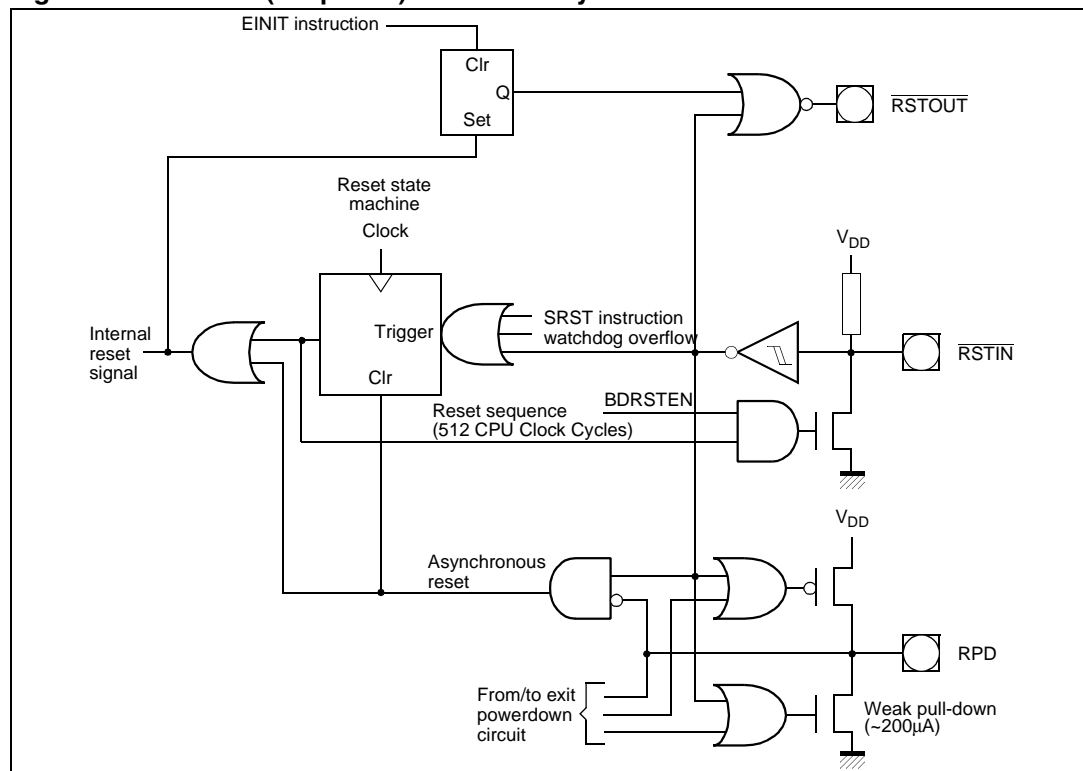 EINIT instruction
Clr
Q
Set
RSTOUT
Reset state
machine
Clock
VDD
Trigger
SRST instruction
watchdog overflow
Internal
reset
signal
RSTIN
Clr
BDRSTEN
Reset sequence
(512 CPU Clock Cycles)
VDD
Asynchronous
reset
RPD
From/to exit
powerdown
circuit
Weak pull-down
(~200µA)